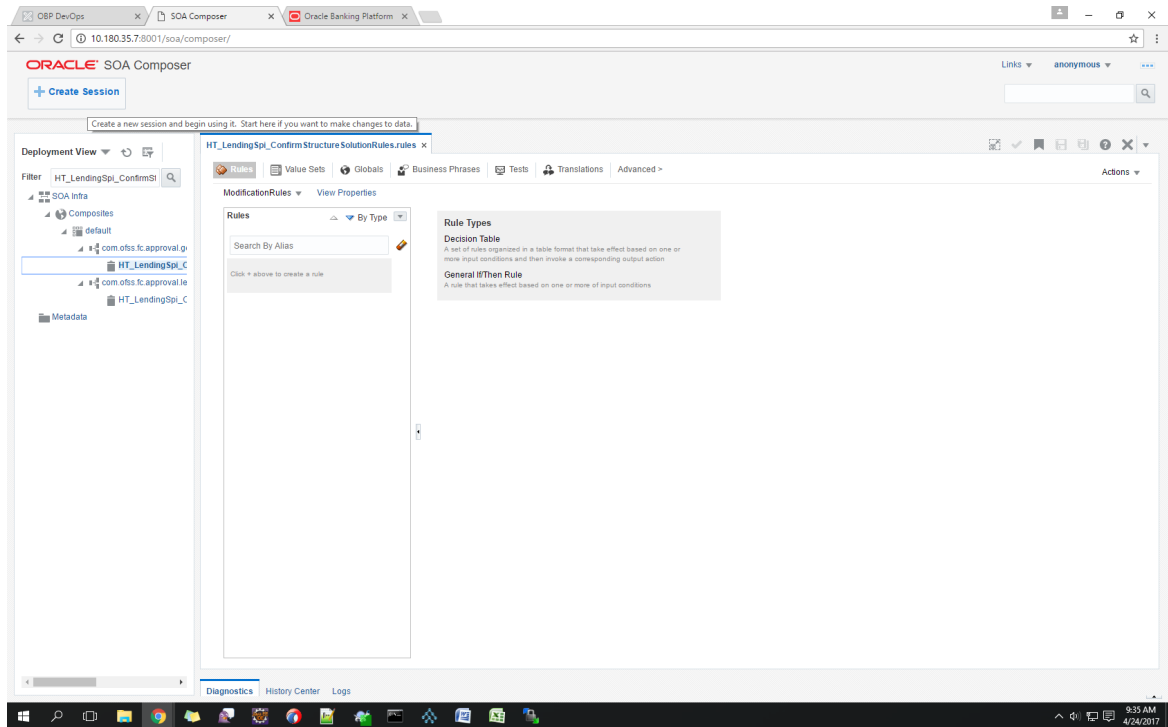 OBP DevOps
SOA Composer
Oracle Banking Platform
10.180.35.7:8001/soa/composer/
ORACLE SOA Composer
Links
anonymous
Create Session
Create a new session and begin using it. Start here if you want to make changes to data.
Deployment View
HT_LendingSpi_ConfirmStructureSolutionRules.rules
Filter HT_LendingSpi_ConfirmSt
Rules Value Sets Globals Business Phrases Tests Translations Advanced >
Actions
SOA Infra
ModificationRules View Properties
Composites
Rules By Type
Rule Types
default
Search By Alias
Decision Table
A set of rules organized in a table format that take effect based on one or
more input conditions and then invoke a corresponding output action
com.ofss.fc.approval.g
HT_LendingSpi_C
Click + above to create a rule
General If/Then Rule
A rule that takes effect based on one or more of input conditions
com.ofss.fc.approval.le
HT_LendingSpi_C
Metadata
Diagnostics History Center Logs
9:35 AM
4/24/2017